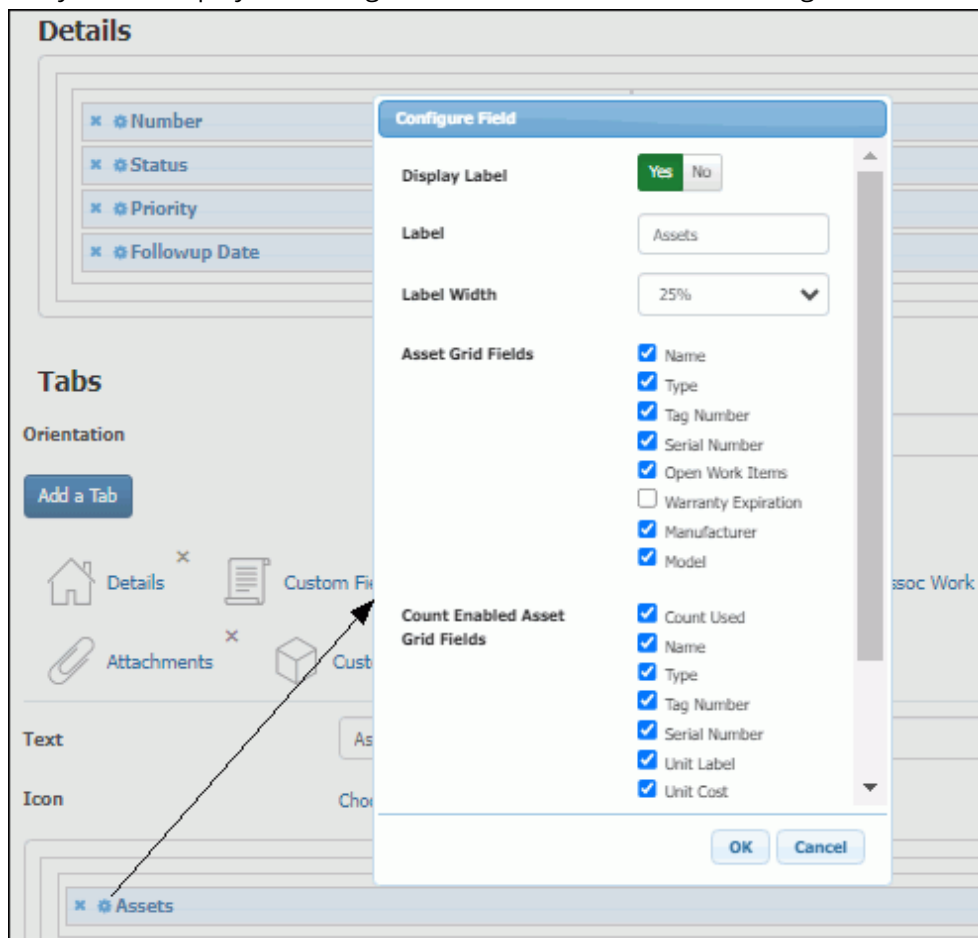 Details
Number
Status
Priority
Followup Date
Configure Field
Display Label
Yes No
Label
Assets
Label Width
25%
Asset Grid Fields
Name
Type
Tag Number
Serial Number
Open Work Items
Warranty Expiration
Manufacturer
Model
Count Enabled Asset
Grid Fields
Count Used
Name
Type
Tag Number
Serial Number
Unit Label
Unit Cost
OK Cancel
Tabs
Orientation
Add a Tab
Details
Custom Fie
ssoc Work
Attachments
Custo
Text
As
Icon
Choo
Assets